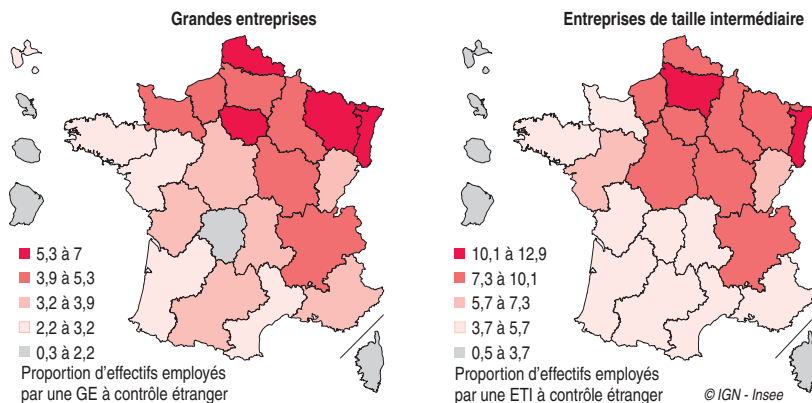 Grandes entreprises
5,3 à 7
3,9 à 5,3
3,2 à 3,9
2,2 à 3,2
0,3 à 2,2
Proportion d'effectifs employés
par une GE à contrôle étranger
Entreprises de taille intermédiaire
10,1 à 12,9
7,3 à 10,1
5,7 à 7,3
3,7 à 5,7
0,5 à 3,7
Proportion d'effectifs employés
par une ETI à contrôle étranger
© IGN - Insee